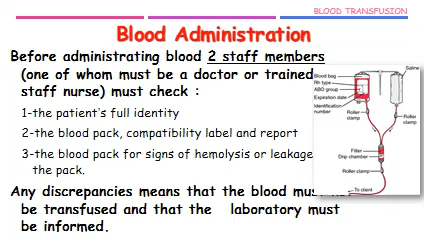 BLOOD TRANSFUSION
Blood Administration
Before administrating blood 2 staff members
(one of whom must be a doctor or trained
staff nurse) must check :
1-the patient's full identity
2-the blood pack, compatibility label and report
3-the blood pack for signs of hemolysis or leakage
the pack.
Any discrepancies means that the blood must
be transfused and that the laboratory must
be informed.
Saline
Blood bag
Rh type
ABO group
Expiration date
Identification
number
Roller
clamp
Roller
clamp
Filter
Drip chamber
Roller clamp
To client